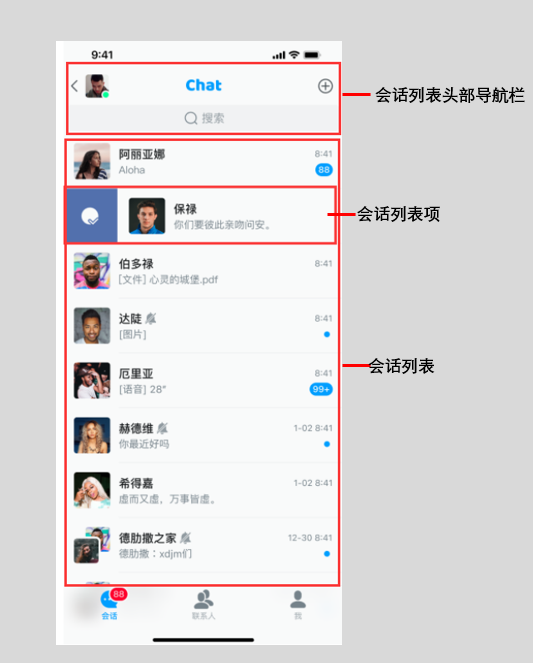 9:41
Chat
会话列表头部导航栏
搜索
阿丽亚娜
8:41
Aloha
88
保禄
你们要彼此亲吻问安。
会话列表项
伯多禄
8:41
[文件] 心灵的城堡.pdf
达陡
8:41
[图片]
会话列表
厄里亚
8:41
[语音] 28"
99+
赫德维
1-02 8:41
你最近好吗
希得嘉
1-02 8:41
虚而又虚，万事皆虚。
德肋撒之家
12-30 8:41
德肋撒：xdjm们
88
会话
联系人
我